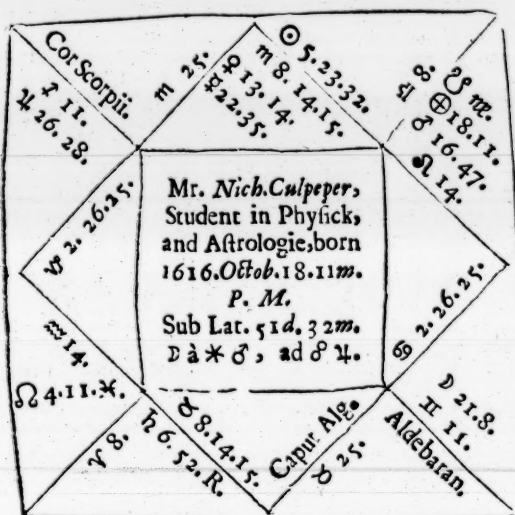 Cor Scorpii.
♐ 11.
♃ 26. 28.
♏ 25.
☿ 22.35.
♀ 13. 14.
♏ 8. 14.15.
☉ 5.23.32.
8.
☋ ♍.
⊕ 18.11.
♂ 16.47.
♌ 14.
♑ 2. 26.25.
Mr. Nich. Culpeper,
Student in Phyſick,
and Aſtrologie, born
1616. Octob. 18. 11m.
P. M.
Sub Lat. 51d. 32m.
☽ à ⚹ ♂, ad ☍ ♃.
♋ 2. 26.25.
♒ 14.
☊ 4.11.♓.
♈ 8.
♄ 6. 52. R.
♉ 8.14.15.
Caput Alg.
♉ 25.
☽ 21.8.
♊ 11.
Aldebaran.